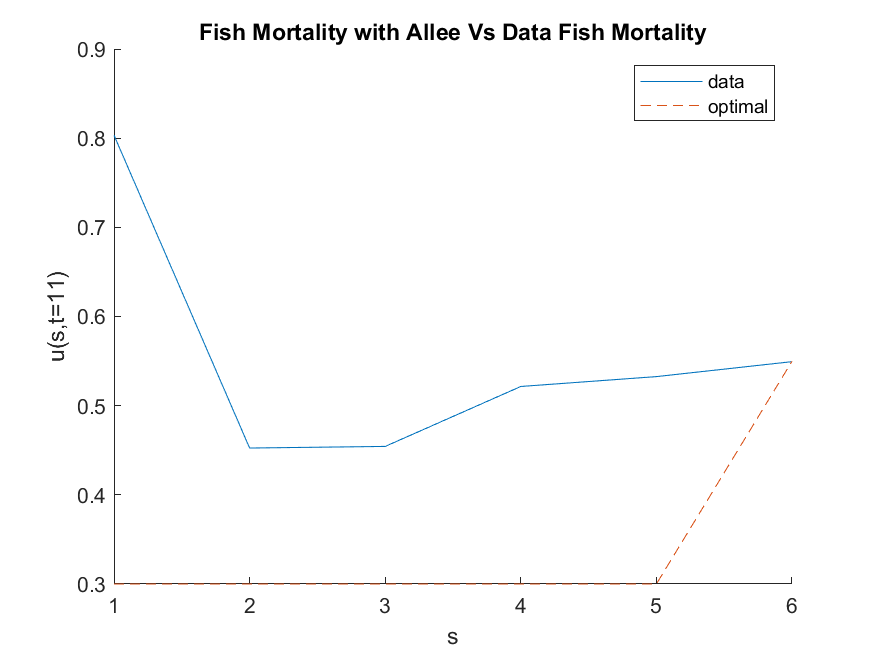 Fish Mortality with Allee Vs Data Fish Mortality
0.9
0.8
0.7
0.6
0.5
0.4
0.3
u(s,t=11)
data
optimal
1 2 3 4 5 6
s